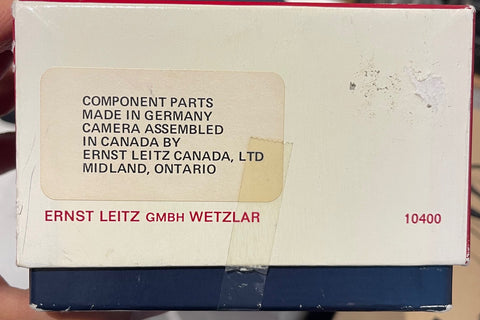 COMPONENT PARTS
MADE IN GERMANY
CAMERA ASSEMBLED
IN CANADA BY
ERNST LEITZ CANADA, LTD
MIDLAND, ONTARIO
ERNST LEITZ GMBH WETZLAR 10400